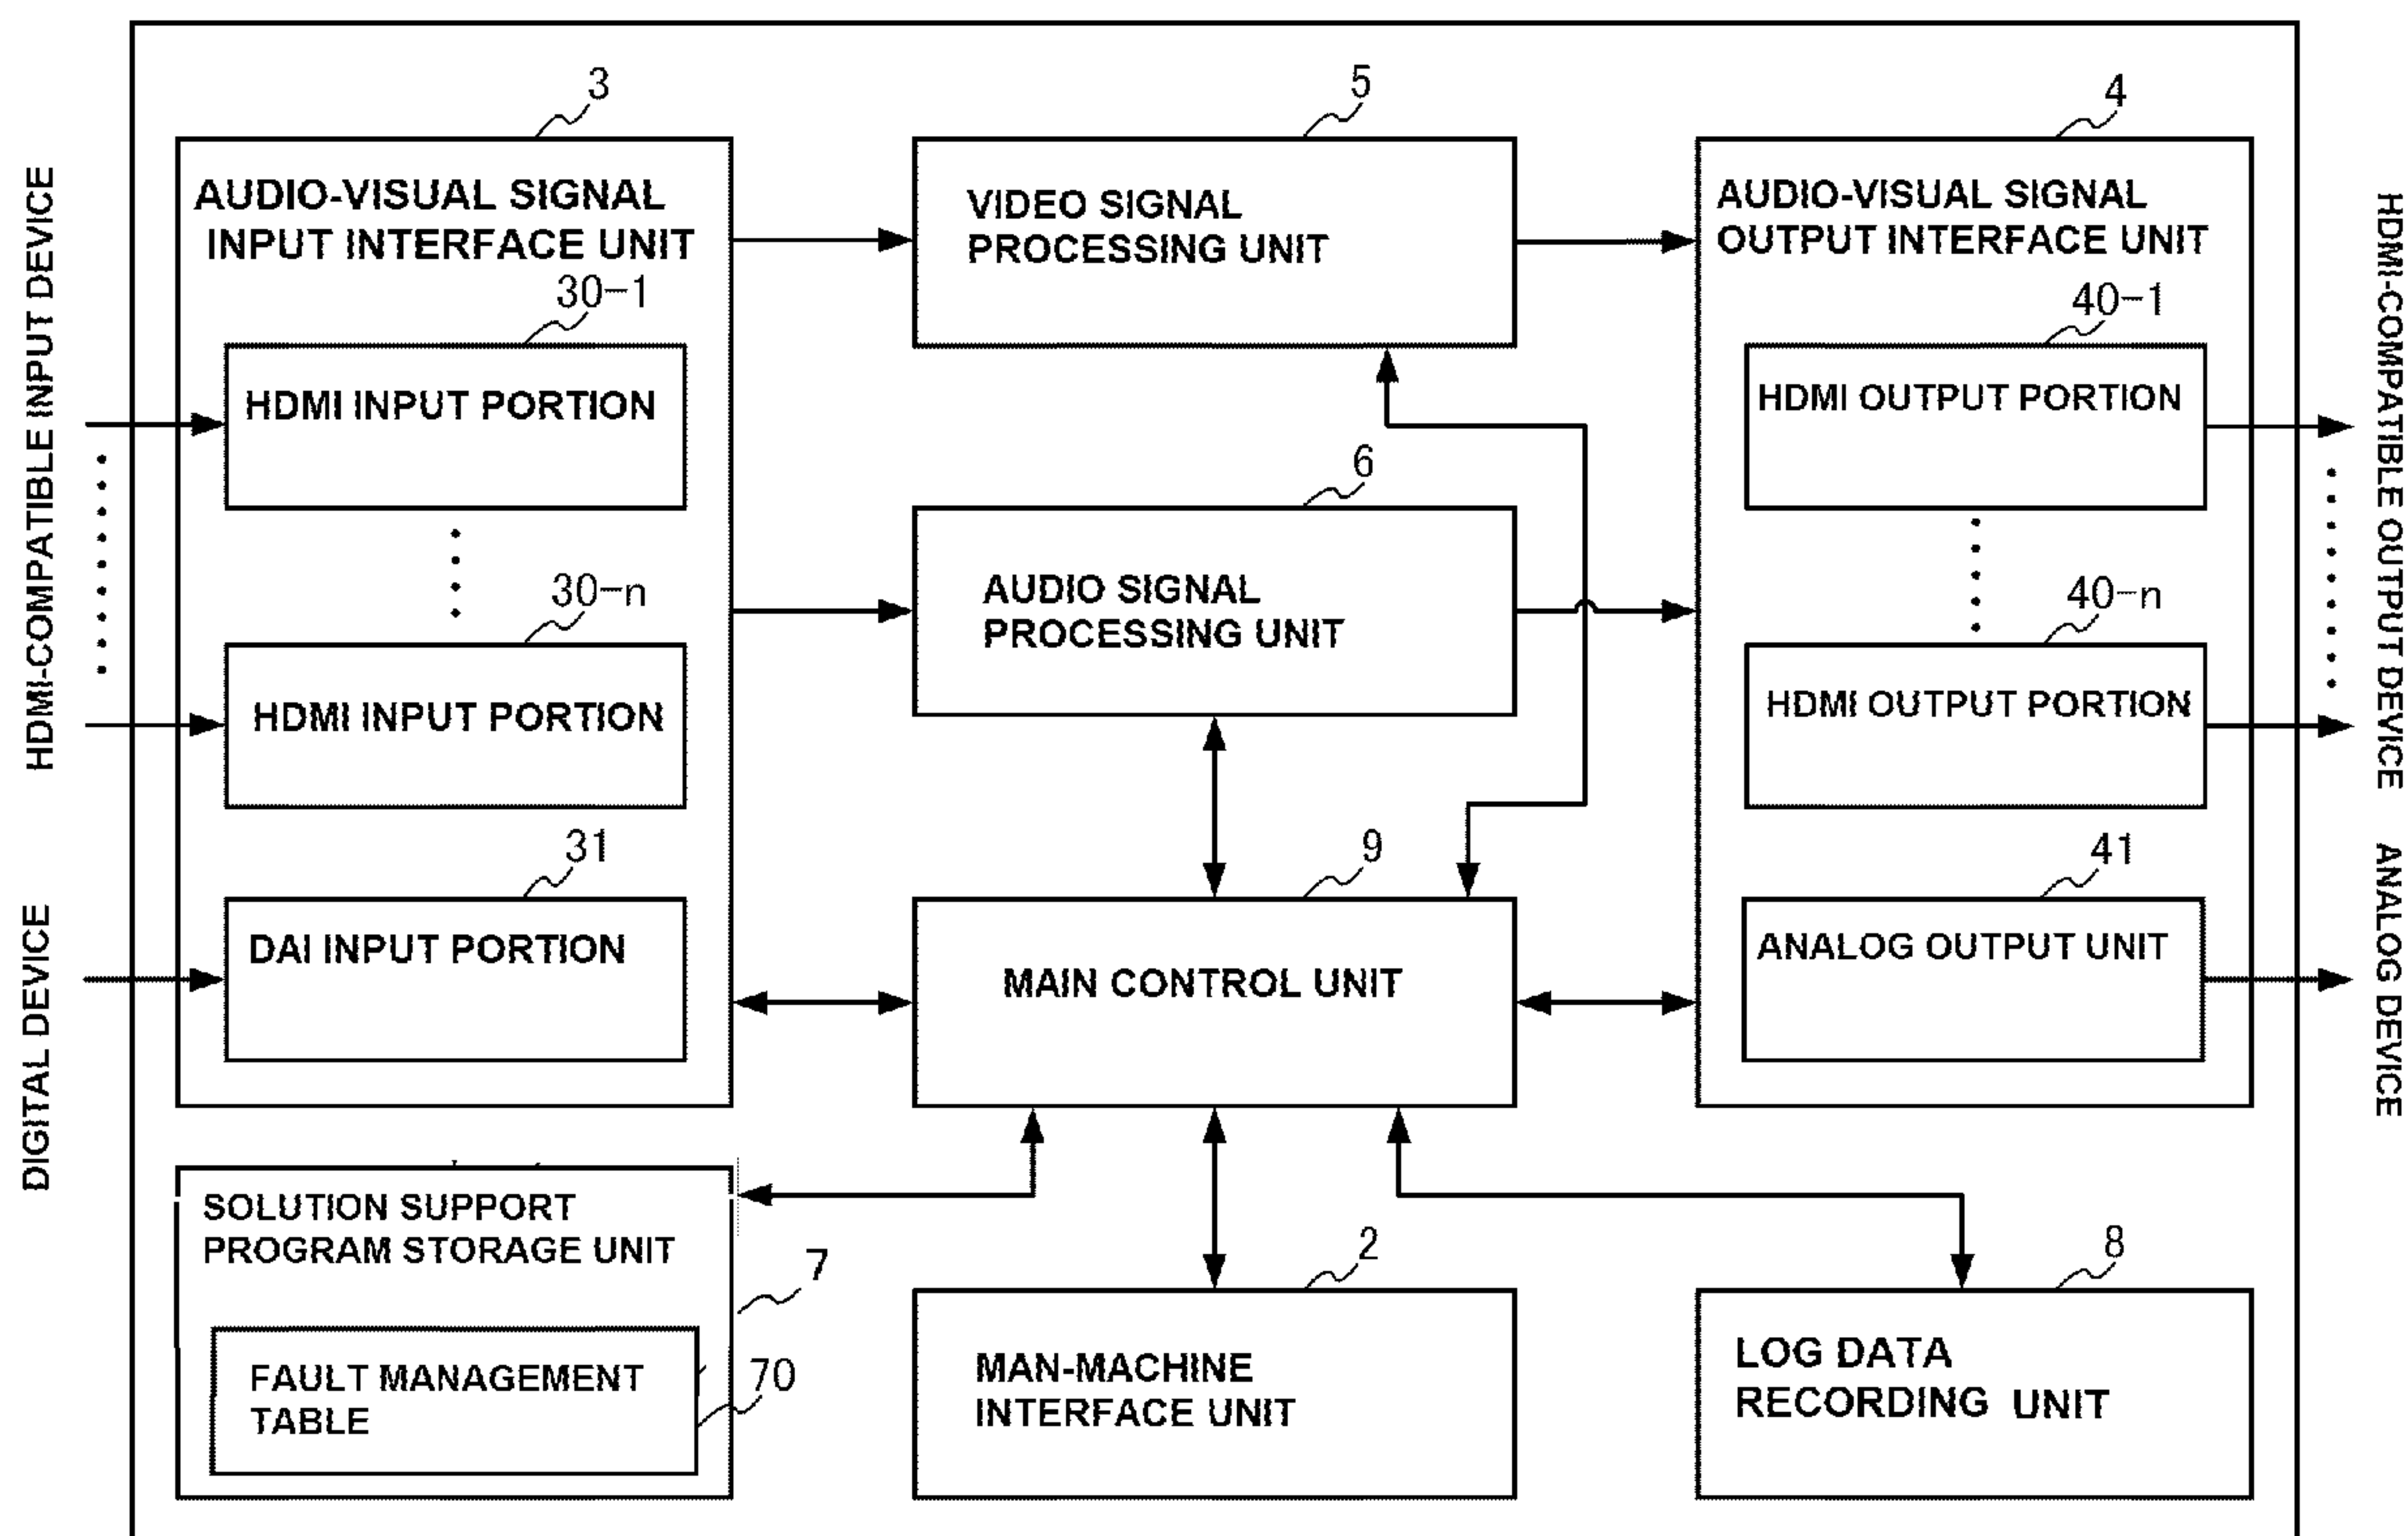 HDMI-COMPATIBLE INPUT DEVICE
DIGITAL DEVICE
3
AUDIO-VISUAL SIGNAL
INPUT INTERFACE UNIT
30-1
HDMI INPUT PORTION
30-n
HDMI INPUT PORTION
31
DAI INPUT PORTION
5
VIDEO SIGNAL
PROCESSING UNIT
6
AUDIO SIGNAL
PROCESSING UNIT
9
MAIN CONTROL UNIT
4
AUDIO-VISUAL SIGNAL
OUTPUT INTERFACE UNIT
40-1
HDMI OUTPUT PORTION
40-n
HDMI OUTPUT PORTION
41
ANALOG OUTPUT UNIT
HDMI-COMPATIBLE OUTPUT DEVICE
ANALOG DEVICE
SOLUTION SUPPORT
PROGRAM STORAGE UNIT
7
FAULT MANAGEMENT
TABLE
70
2
MAN-MACHINE
INTERFACE UNIT
8
LOG DATA
RECORDING UNIT